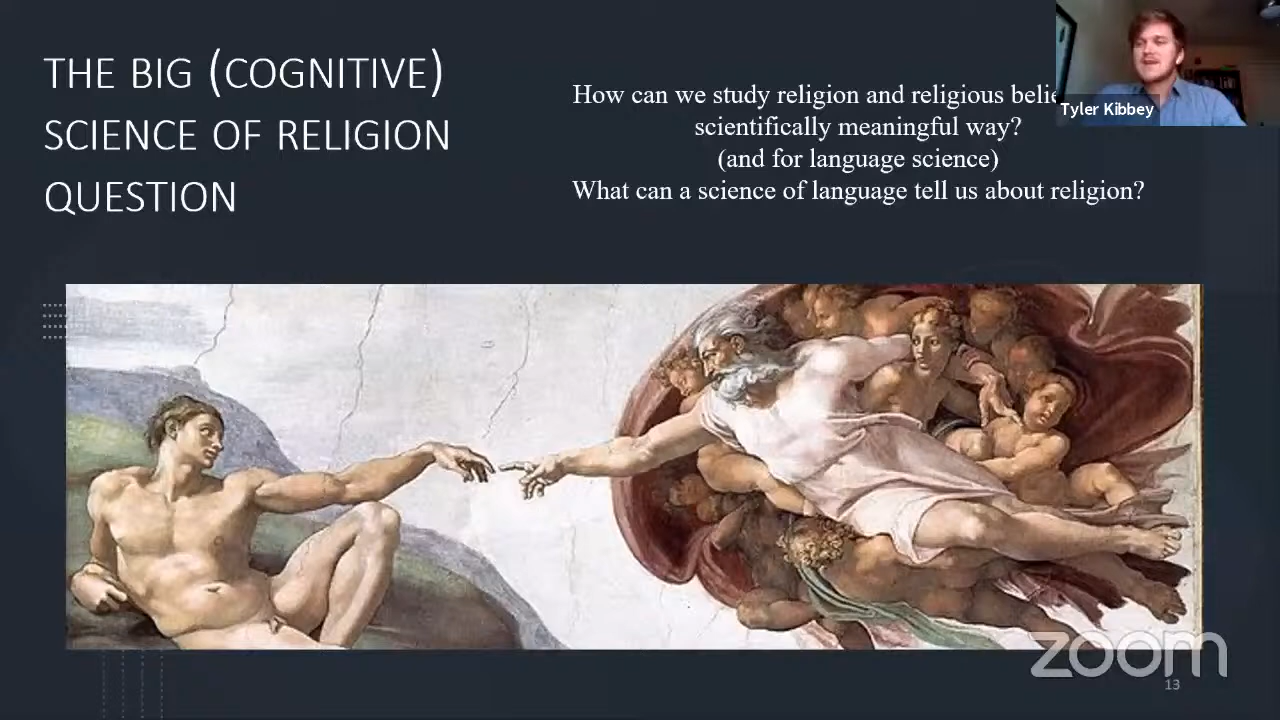 THE BIG (COGNITIVE)
SCIENCE OF RELIGION
QUESTION
How can we study religion and religious
scientifically meaningful way?
(and for language science)
What can a science of language tell us about religion?
Tyler Kibbey
zoom
13